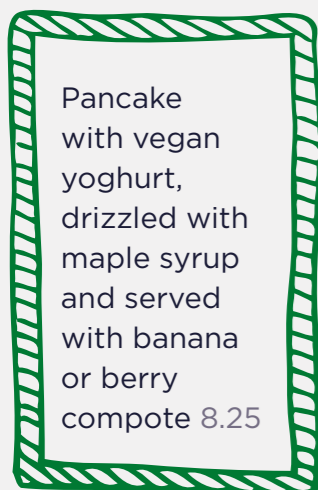 Pancake
with vegan
yoghurt,
drizzled with
maple syrup
and served
with banana
or berry
compote 8.25